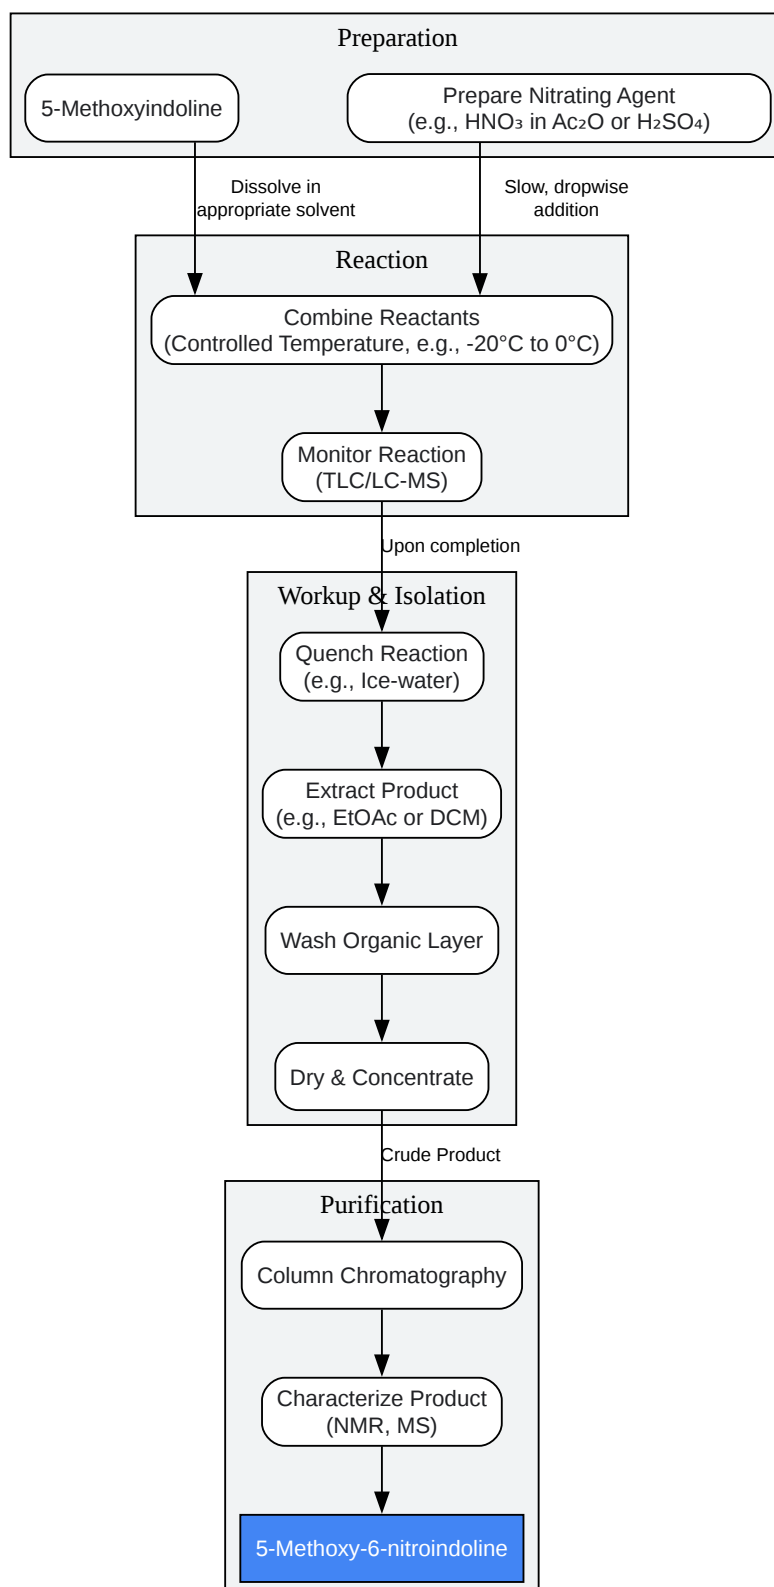 Preparation
5-Methoxyindoline
Prepare Nitrating Agent
(e.g., HNO₃ in Ac₂O or H₂SO₄)
Dissolve in
appropriate solvent
Slow, dropwise
addition
Reaction
Combine Reactants
(Controlled Temperature, e.g., -20°C to 0°C)
Monitor Reaction
(TLC/LC-MS)
Upon completion
Workup & Isolation
Quench Reaction
(e.g., Ice-water)
Extract Product
(e.g., EtOAc or DCM)
Wash Organic Layer
Dry & Concentrate
Crude Product
Purification
Column Chromatography
Characterize Product
(NMR, MS)
5-Methoxy-6-nitroindoline